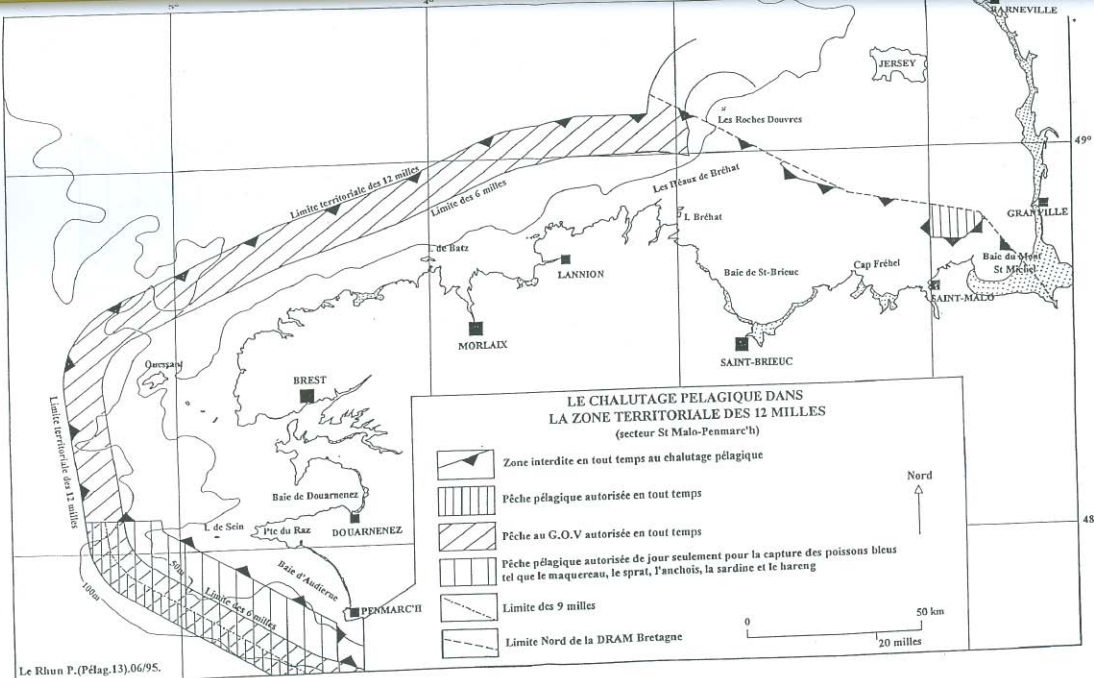 5°
4°
BARNEVILLE
JERSEY
Les Roches Douvres
49°
Limite territoriale des 12 milles
Limite des 6 milles
Les Héaux de Bréhat
GRANVILLE
I. Bréhat
de Batz
LANNION
Baie de St-Brieuc
Cap Fréhel
Baie du Mont
St Michel
SAINT-MALO
MORLAIX
SAINT-BRIEUC
Ouessant
BREST
Limite territoriale des 12 milles
LE CHALUTAGE PELAGIQUE DANS
LA ZONE TERRITORIALE DES 12 MILLES
(secteur St Malo-Penmarc'h)
Zone interdite en tout temps au chalutage pélagique
Nord
Pêche pélagique autorisée en tout temps
Baie de Douarnenez
I. de Sein
Pte du Raz
DOUARNENEZ
Pêche au G.O.V autorisée en tout temps
48
Pêche pélagique autorisée de jour seulement pour la capture des poissons bleus
tel que le maquereau, le sprat, l'anchois, la sardine et le hareng
50m
100m
Limite des 6 milles
Baie d'Audierne
PENMARC'H
Limite des 9 milles
0
50 km
20 milles
Limite Nord de la DRAM Bretagne
Le Rhun P.(Pélag.13).06/95.